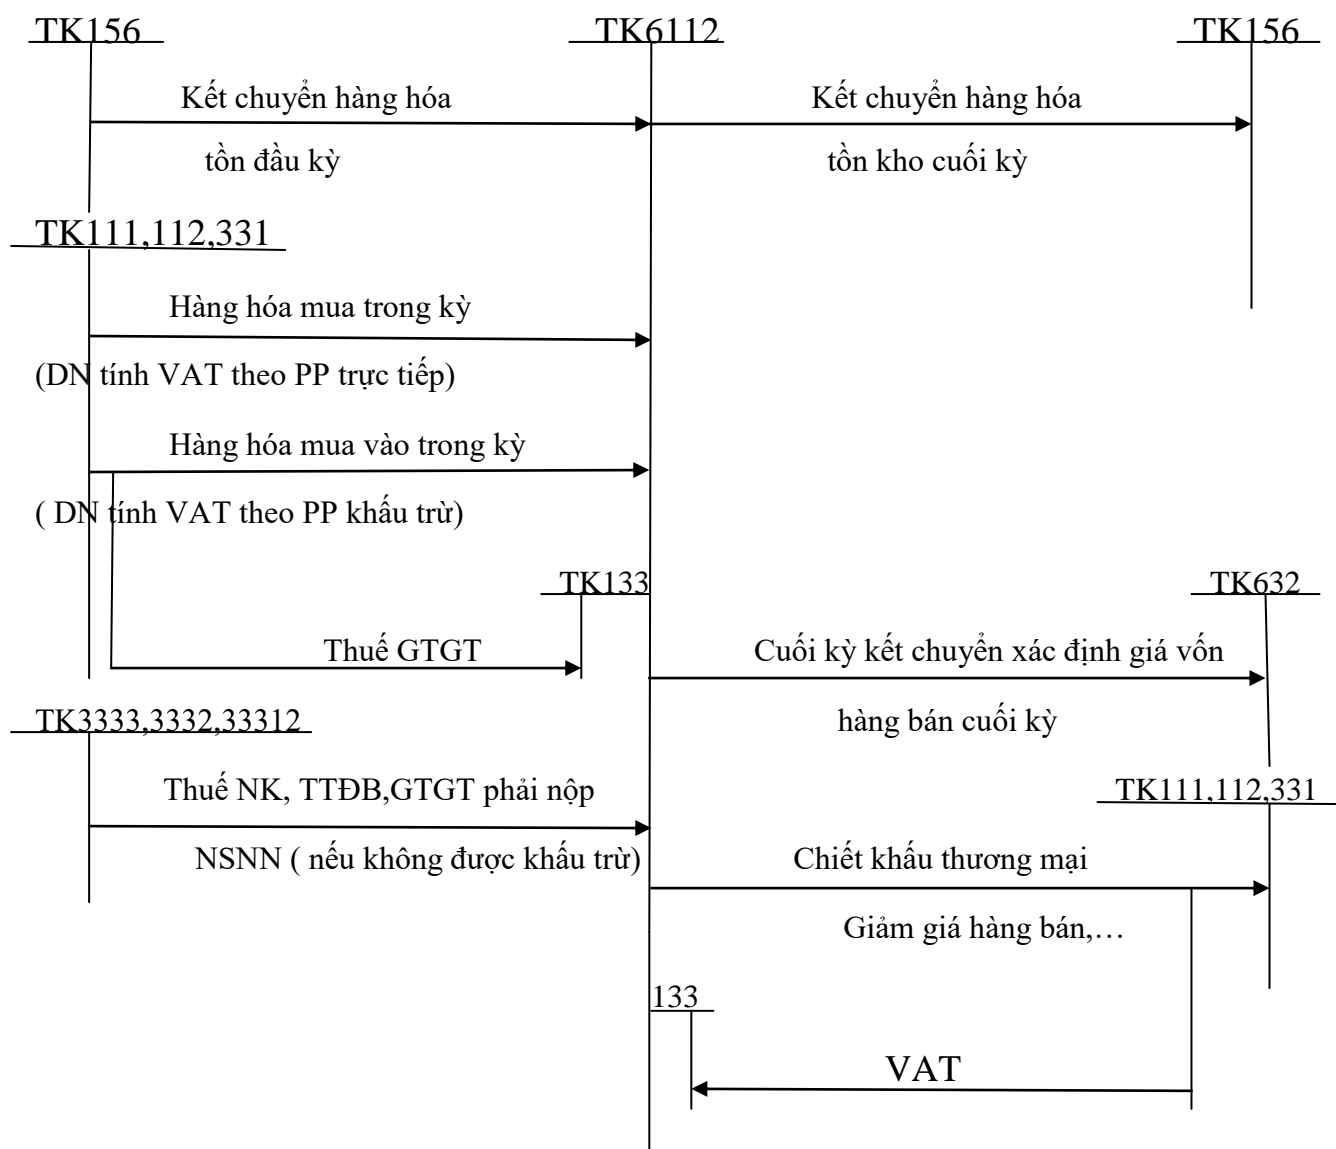 TK156
TK6112
TK156
Kết chuyển hàng hóa
Kết chuyển hàng hóa
tồn đầu kỳ
tồn kho cuối kỳ
TK111,112,331
Hàng hóa mua trong kỳ
(DN tính VAT theo PP trực tiếp)
Hàng hóa mua vào trong kỳ
( DN tính VAT theo PP khấu trừ)
TK133
TK632
Thuế GTGT
Cuối kỳ kết chuyển xác định giá vốn
TK3333,3332,33312
hàng bán cuối kỳ
Thuế NK, TTĐB,GTGT phải nộp
TK111,112,331
NSNN ( nếu không được khấu trừ)
Chiết khấu thương mại
Giảm giá hàng bán,…
133
VAT